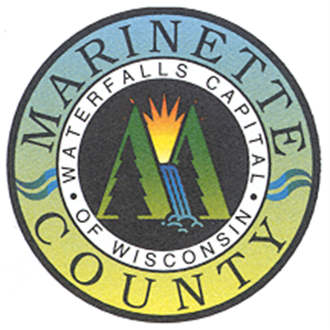 MARINETTE
COUNTY
WATERFALLS CAPITAL
• OF WISCONSIN •